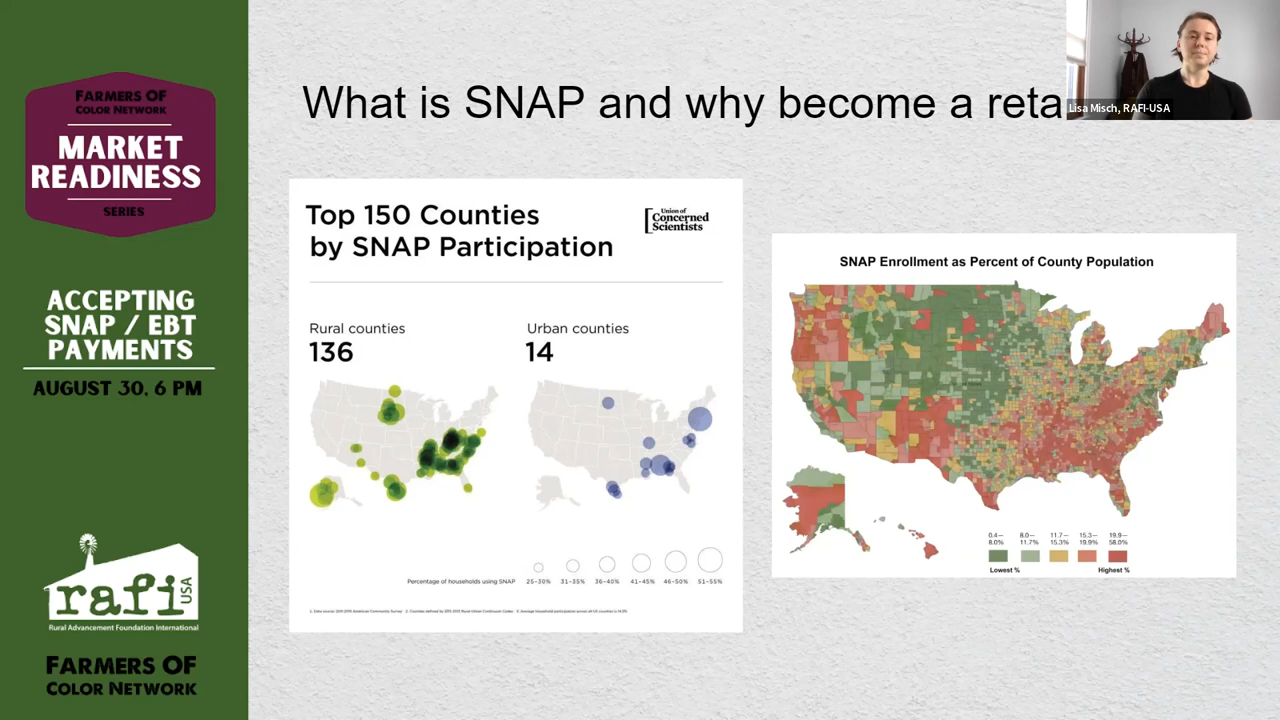 FARMERS OF
COLOR NETWORK
MARKET
READINESS
SERIES
ACCEPTING
SNAP / EBT
PAYMENTS
AUGUST 30, 6 PM
rafi
USA
Rural Advancement Foundation International
FARMERS OF
COLOR NETWORK
What is SNAP and why become a reta
Lisa Misch, RAFI-USA
Top 150 Counties
by SNAP Participation
Union of
Concerned
Scientists
Rural counties
136
Urban counties
14
Percentage of households using SNAP
25–30%
31–35%
36–40%
41–45%
46–50%
51–55%
SNAP Enrollment as Percent of County Population
0.4—
8.0%
8.0—
11.7%
11.7—
15.3%
15.3—
19.9%
19.9—
58.0%
Lowest %
Highest %